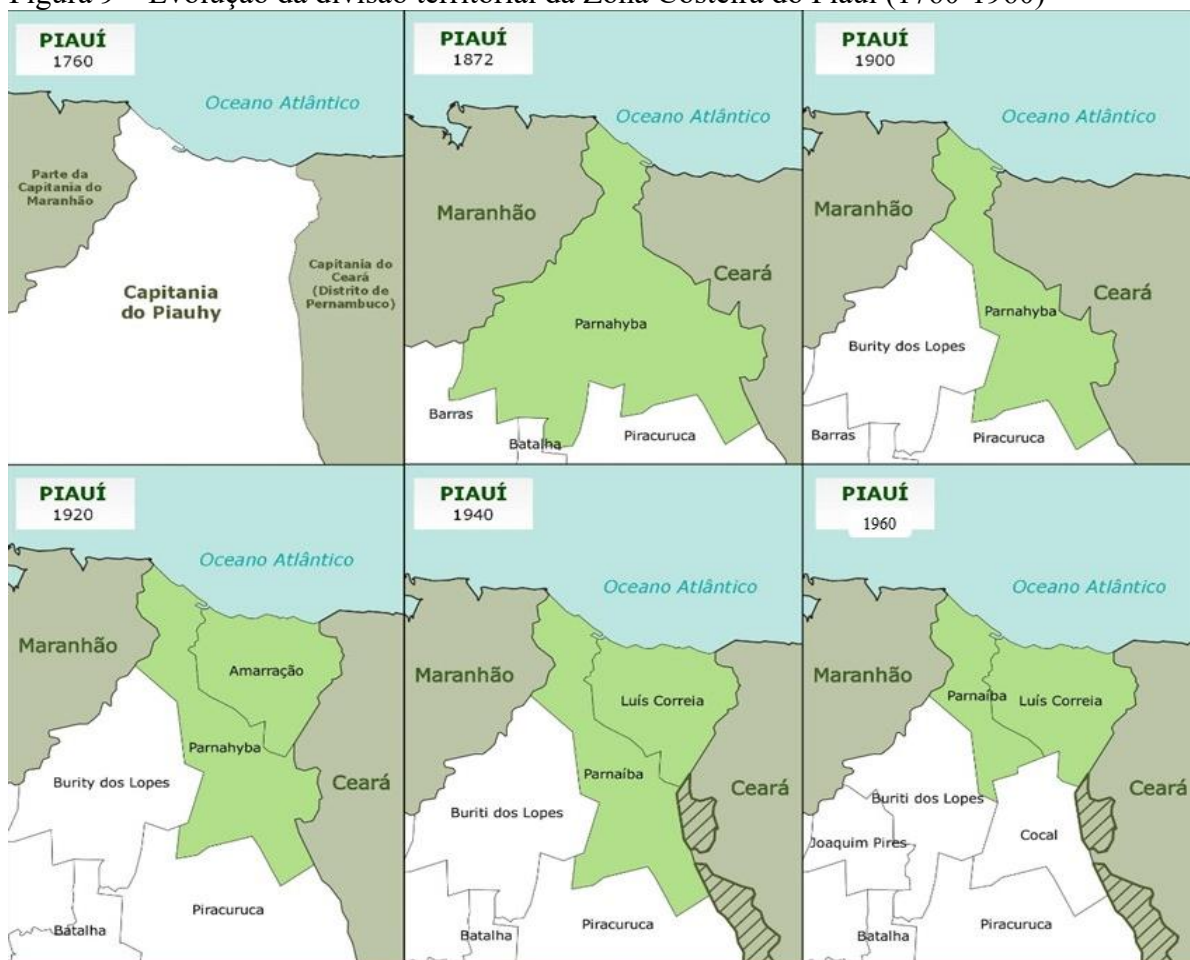 Figura 9 – Evolução da divisão territorial da Zona Costeira do Piauí (1760-1960)
PIAUÍ
1760
Oceano Atlântico
Parte da
Capitania do
Maranhão
Capitania
do Piauhy
Capitania do
Ceará
(Distrito de
Pernambuco)
PIAUÍ
1872
Oceano Atlântico
Maranhão
Ceará
Parnahyba
Barras
Batalha
Piracuruca
PIAUÍ
1900
Oceano Atlântico
Maranhão
Ceará
Parnahyba
Burity dos Lopes
Barras
Piracuruca
PIAUÍ
1920
Oceano Atlântico
Maranhão
Amarração
Parnahyba
Burity dos Lopes
Ceará
Piracuruca
Batalha
PIAUÍ
1940
Oceano Atlântico
Maranhão
Luís Correia
Parnaíba
Ceará
Buriti dos Lopes
Piracuruca
Batalha
PIAUÍ
1960
Oceano Atlântico
Maranhão
Parnaíba
Luís Correia
Ceará
Buriti dos Lopes
Joaquim Pires
Cocal
Piracuruca
Batalha